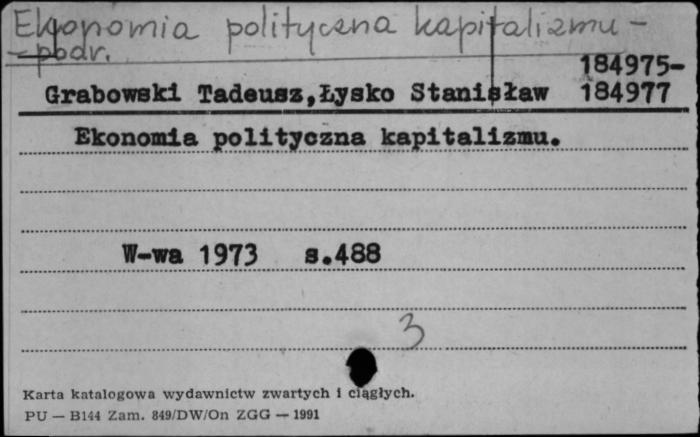 Ekonomia polityczna kapitalizmu –
– podr.
184975-
Grabowski Tadeusz,Łysko Stanisław 184977
Ekonomia polityczna kapitalizmu.
W-wa 1973 s.488
3
Karta katalogowa wydawnictw zwartych i ciągłych.
PU — B144 Zam. 849/DW/On ZGG — 1991